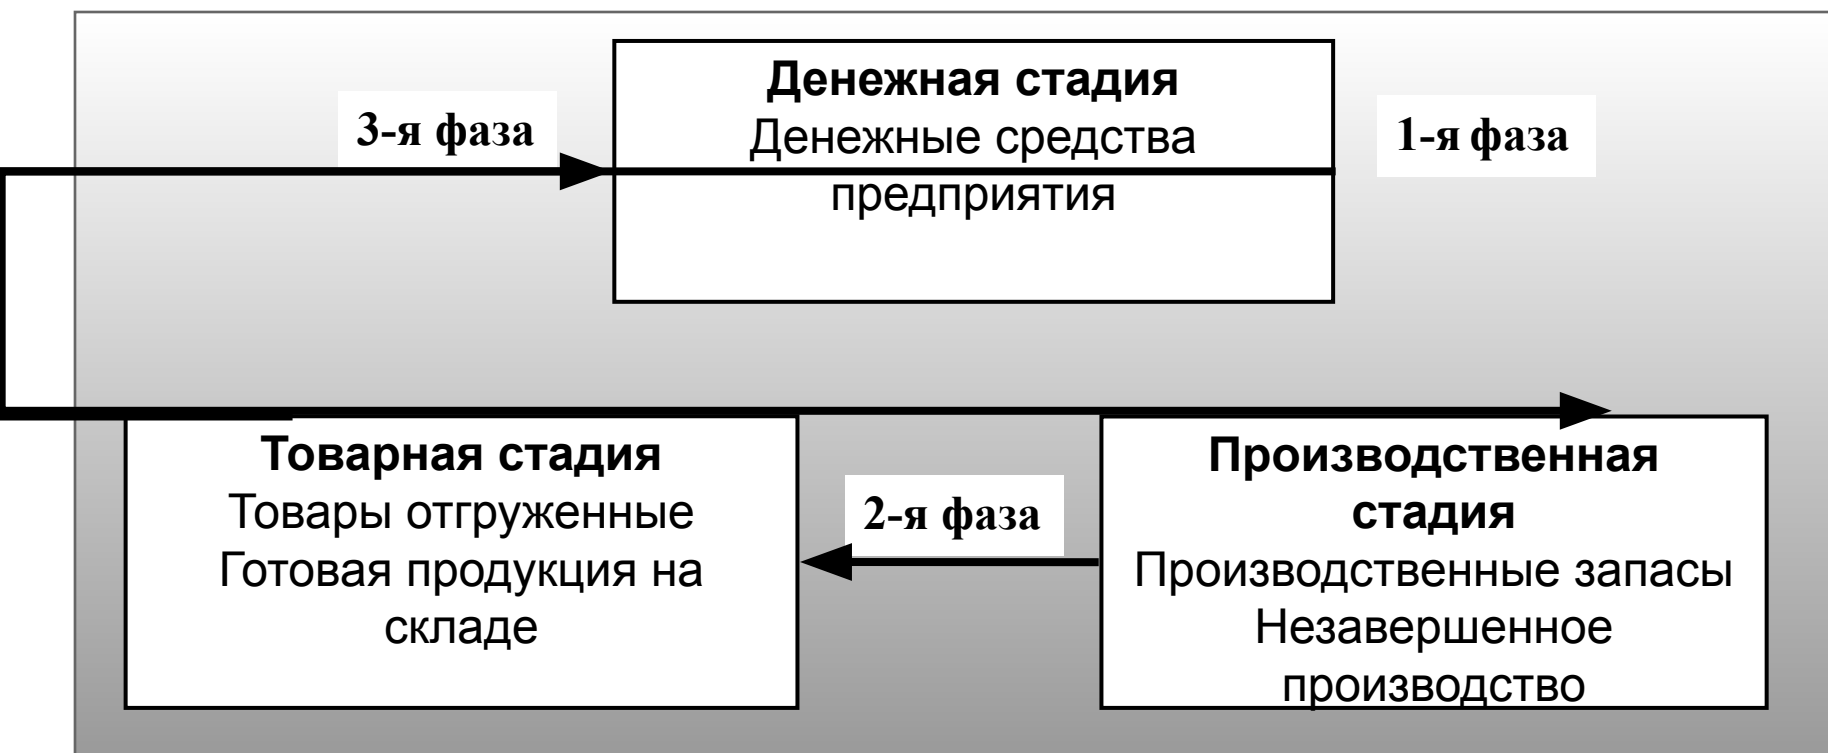 Денежная стадия
Денежные средства
предприятия
3-я фаза
1-я фаза
Товарная стадия
Товары отгруженные
Готовая продукция на
складе
2-я фаза
Производственная
стадия
Производственные запасы
Незавершенное
производство